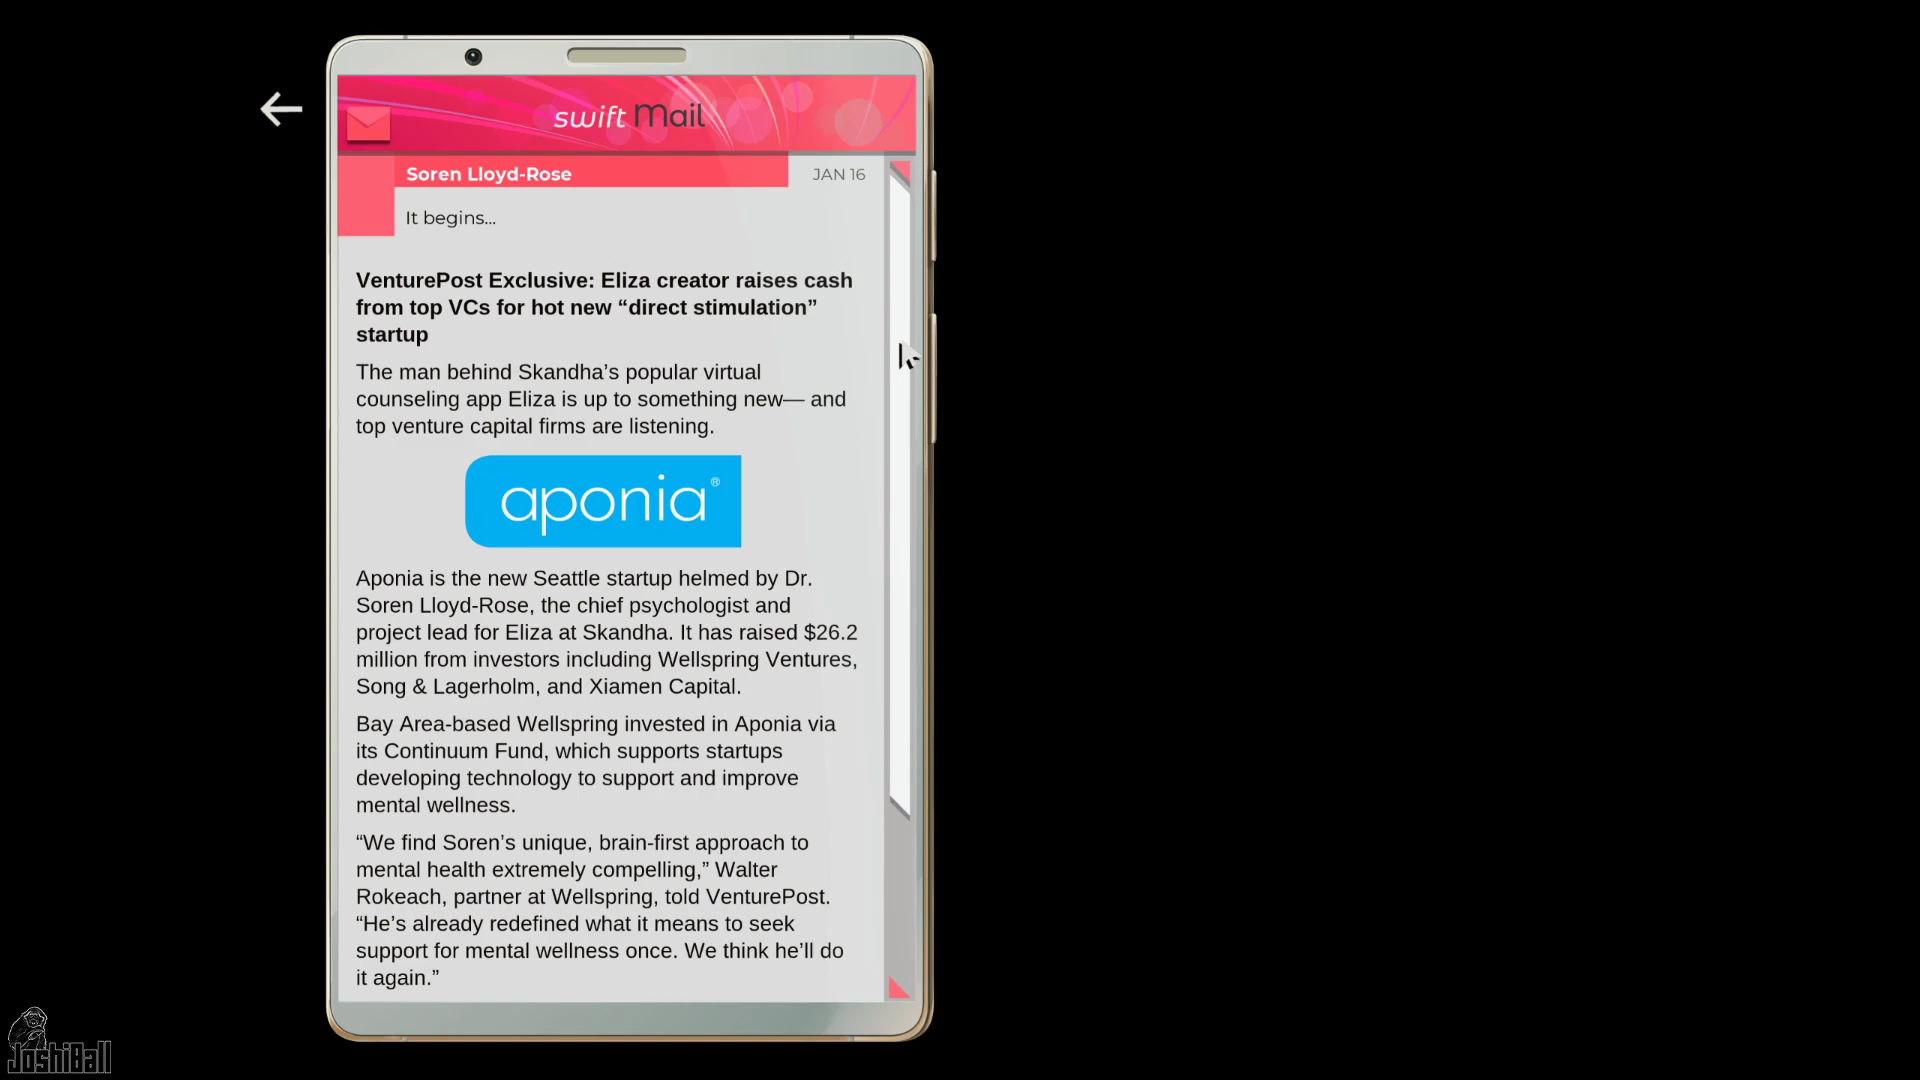 swift Mail
Soren Lloyd-Rose
JAN 16
It begins...
VenturePost Exclusive: Eliza creator raises cash
from top VCs for hot new “direct stimulation”
startup
The man behind Skandha’s popular virtual
counseling app Eliza is up to something new— and
top venture capital firms are listening.
aponia®
Aponia is the new Seattle startup helmed by Dr.
Soren Lloyd-Rose, the chief psychologist and
project lead for Eliza at Skandha. It has raised $26.2
million from investors including Wellspring Ventures,
Song & Lagerholm, and Xiamen Capital.
Bay Area-based Wellspring invested in Aponia via
its Continuum Fund, which supports startups
developing technology to support and improve
mental wellness.
“We find Soren’s unique, brain-first approach to
mental health extremely compelling,” Walter
Rokeach, partner at Wellspring, told VenturePost.
“He’s already redefined what it means to seek
support for mental wellness once. We think he’ll do
it again.”
JoshiBall